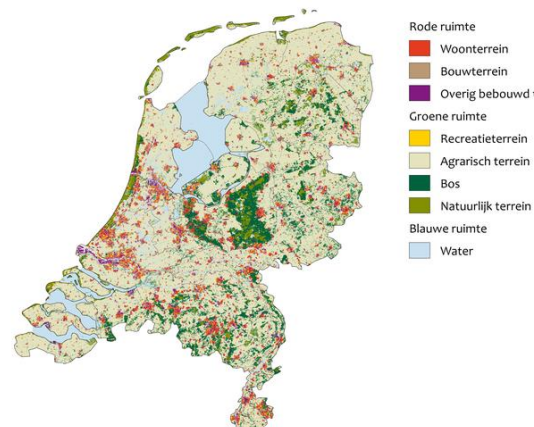 Rode ruimte
Woonterrein
Bouwterrein
Overig bebouwd t
Groene ruimte
Recreatieterrein
Agrarisch terrein
Bos
Natuurlijk terrein
Blauwe ruimte
Water